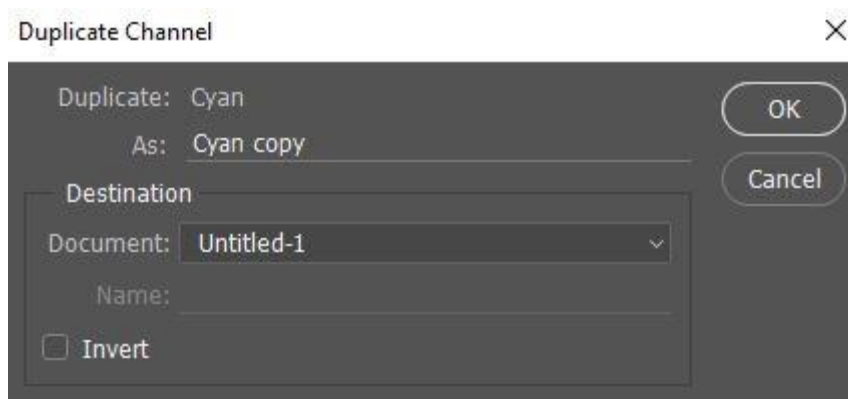 Duplicate Channel
Duplicate: Cyan
OK
As: Cyan copy
Cancel
Destination
Document: Untitled-1
Name:
Invert